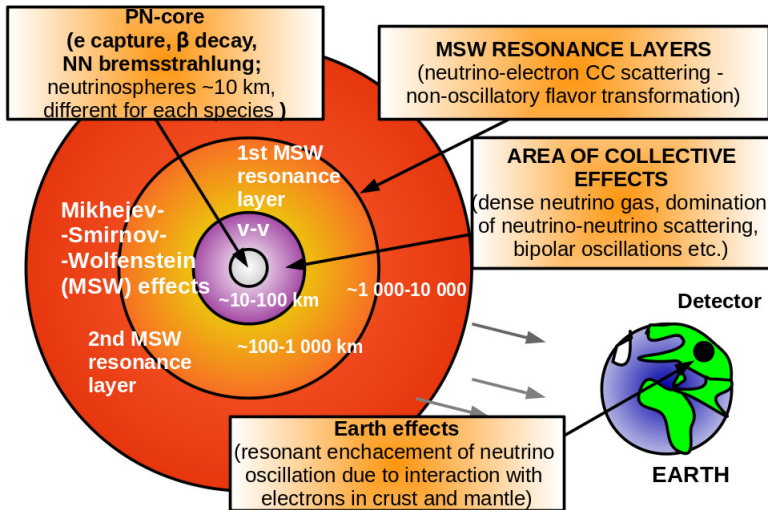 PN-core
(e capture, β decay,
NN bremsstrahlung;
neutrinospheres ~10 km,
different for each species )
MSW RESONANCE LAYERS
(neutrino-electron CC scattering -
non-oscillatory flavor transformation)
AREA OF COLLECTIVE
EFFECTS
(dense neutrino gas, domination
of neutrino-neutrino scattering,
bipolar oscillations etc.)
1st MSW
resonance
layer
Mikhejev-
-Smirnov-
-Wolfenstein
(MSW) effects
ν-ν
~10-100 km
~1 000-10 000
~100-1 000 km
2nd MSW
resonance
layer
Detector
EARTH
Earth effects
(resonant enchacement of neutrino
oscillation due to interaction with
electrons in crust and mantle)